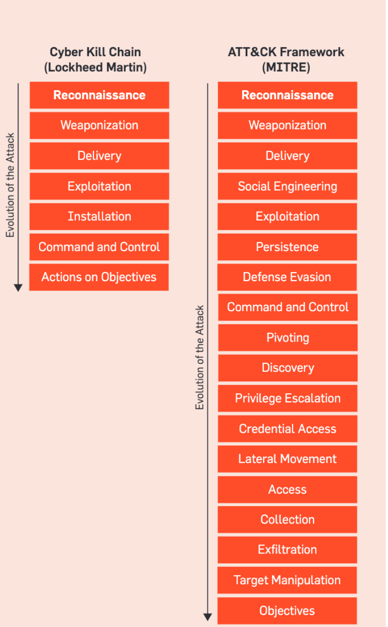 Cyber Kill Chain
(Lockheed Martin)
Evolution of the Attack
Reconnaissance
Weaponization
Delivery
Exploitation
Installation
Command and Control
Actions on Objectives
ATT&CK Framework
(MITRE)
Evolution of the Attack
Reconnaissance
Weaponization
Delivery
Social Engineering
Exploitation
Persistence
Defense Evasion
Command and Control
Pivoting
Discovery
Privilege Escalation
Credential Access
Lateral Movement
Access
Collection
Exfiltration
Target Manipulation
Objectives